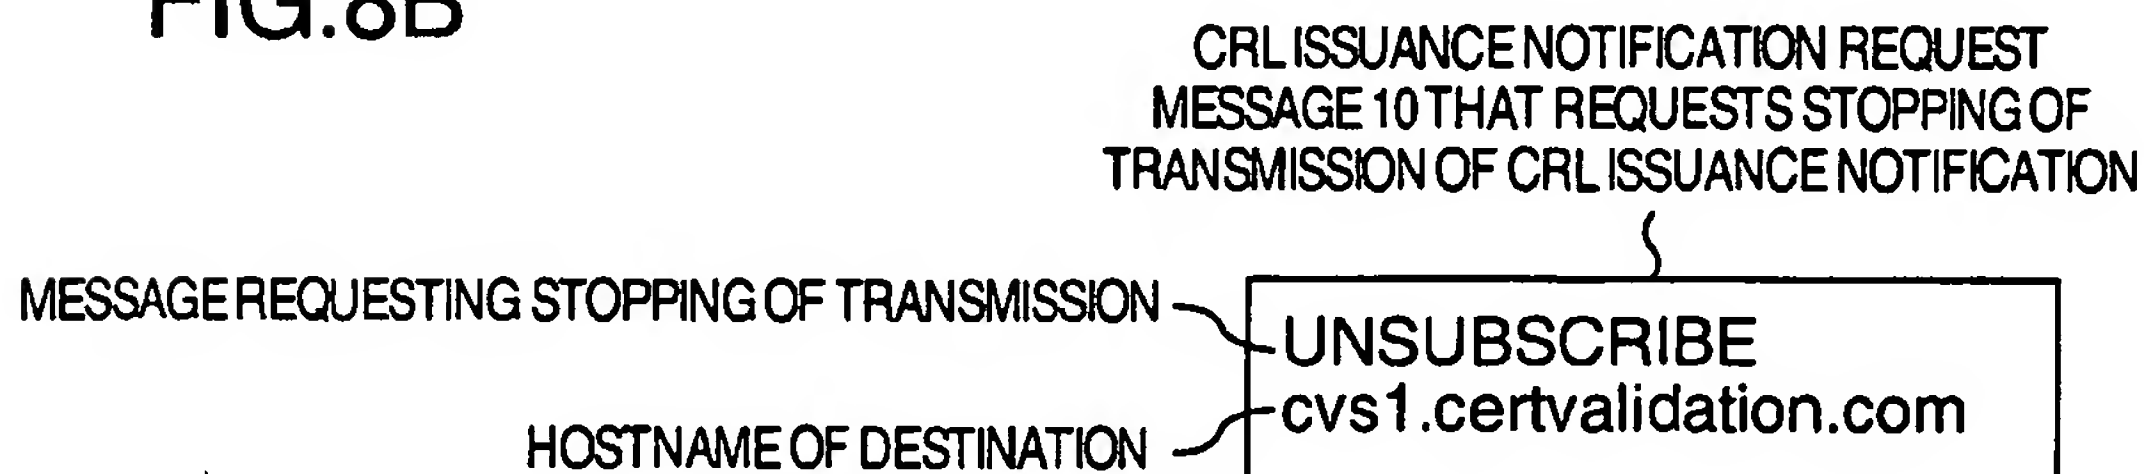 FIG.8B
CRL ISSUANCE NOTIFICATION REQUEST
MESSAGE 10 THAT REQUESTS STOPPING OF
TRANSMISSION OF CRL ISSUANCE NOTIFICATION
MESSAGE REQUESTING STOPPING OF TRANSMISSION
UNSUBSCRIBE
cvs1.certvalidation.com
HOSTNAME OF DESTINATION